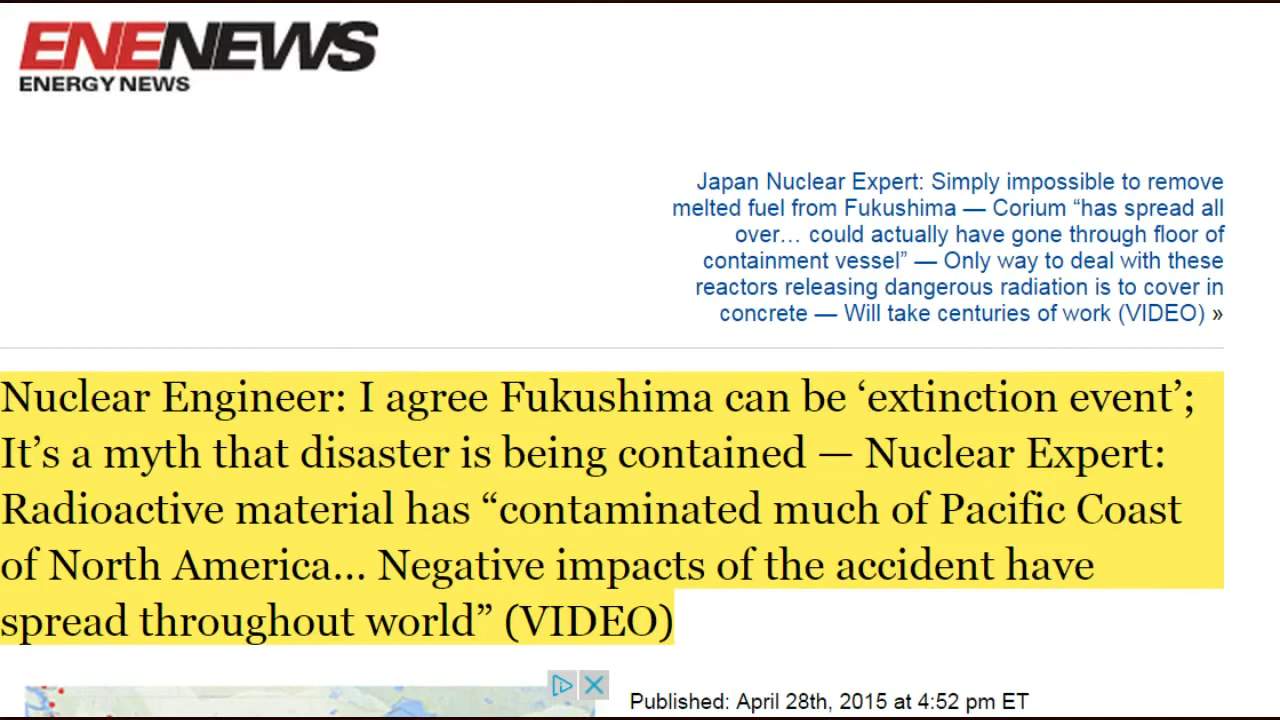 ENENEWS
ENERGY NEWS
Japan Nuclear Expert: Simply impossible to remove
melted fuel from Fukushima — Corium “has spread all
over… could actually have gone through floor of
containment vessel” — Only way to deal with these
reactors releasing dangerous radiation is to cover in
concrete — Will take centuries of work (VIDEO) »
Nuclear Engineer: I agree Fukushima can be ‘extinction event’;
It’s a myth that disaster is being contained — Nuclear Expert:
Radioactive material has “contaminated much of Pacific Coast
of North America… Negative impacts of the accident have
spread throughout world” (VIDEO)
Published: April 28th, 2015 at 4:52 pm ET